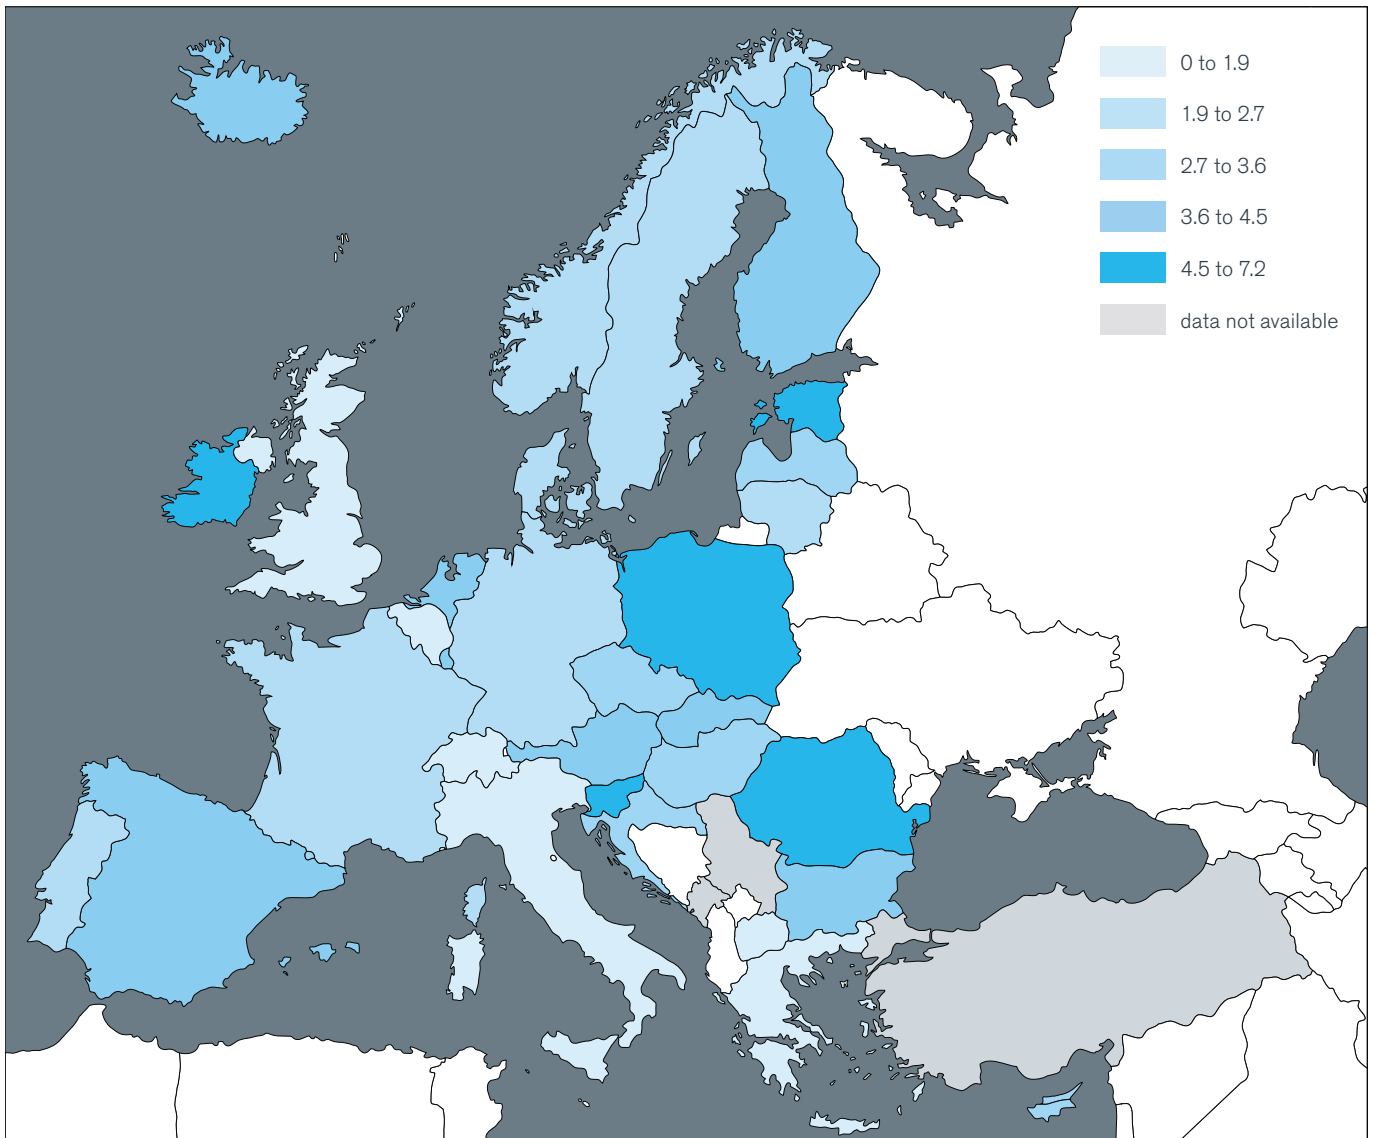 0 to 1.9
1.9 to 2.7
2.7 to 3.6
3.6 to 4.5
4.5 to 7.2
data not available